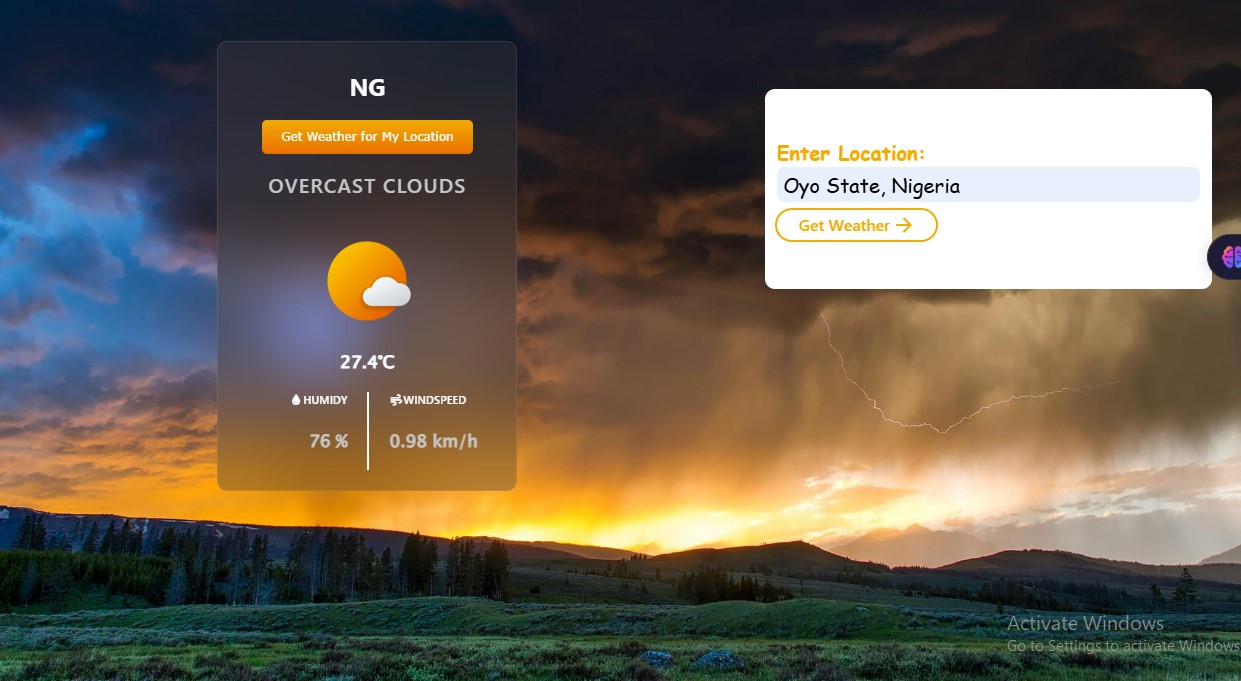 NG
Get Weather for My Location
OVERCAST CLOUDS
27.4℃
HUMIDY
WINDSPEED
76 %
0.98 km/h
Enter Location:
Oyo State, Nigeria
Get Weather →
Activate Windows
Go to Settings to activate Windows